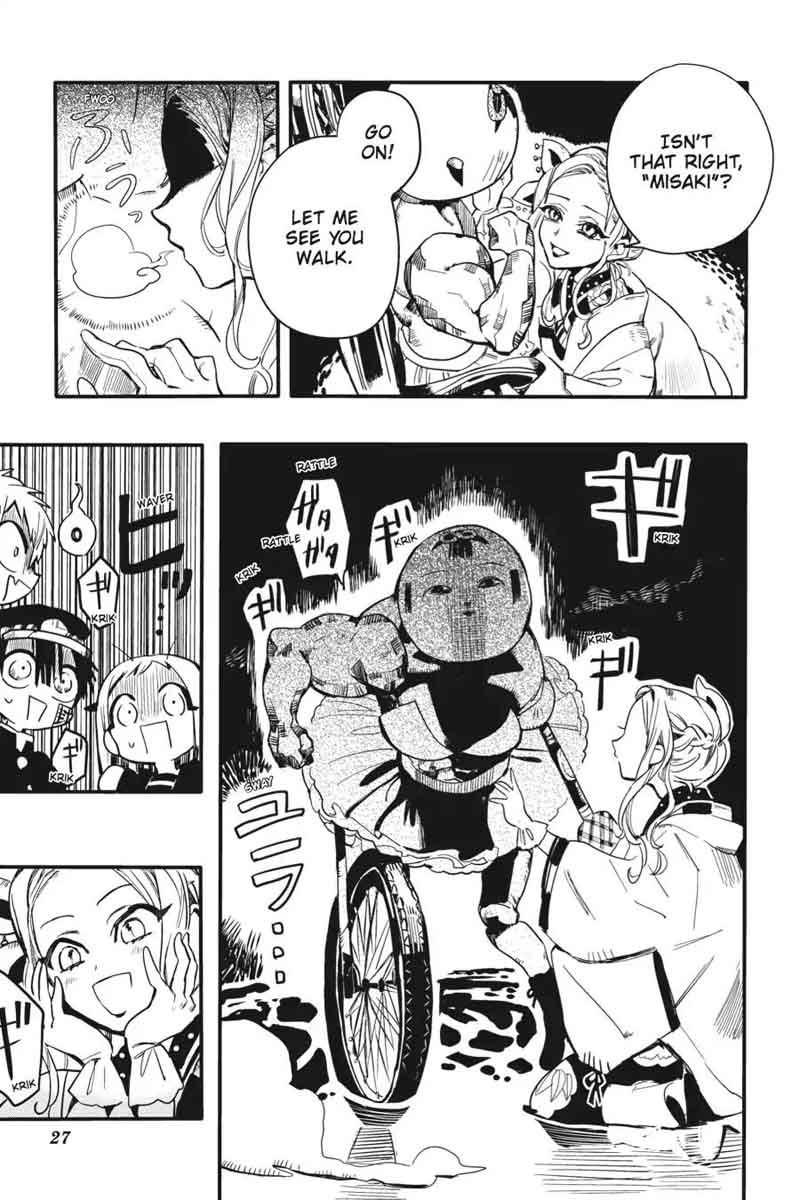 ISN'T
THAT RIGHT,
"MISAKI"?
GO
ON!
LET ME
SEE YOU
WALK.
FWOO
ふぅっ
KRIK
ギ
RATTLE
ガタ
RATTLE
ガタ
KRIK
ギ
KRIK
ギ
KRIK
ギ
SWAY
ユラ...
WAVER
ビッ...
KRIK
ギ
KRIK
ギ
KRIK
ギ
27